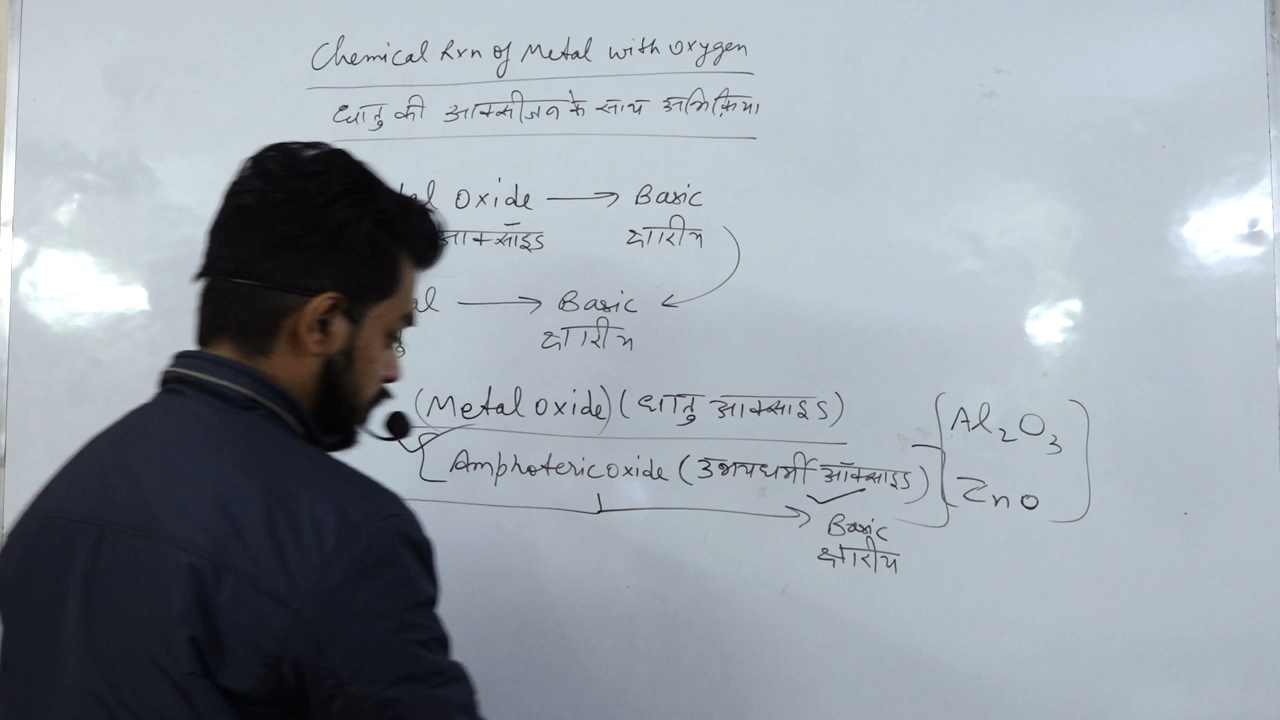 Chemical Rxn of Metal with oxygen
धातु की आक्सीजन के साथ अभिक्रिया
oxide → Basic
आक्सॉइड क्षारीय
→ Basic
क्षारीय
(Metal oxide) (धातु आक्साइड)
Amphoteric oxide (उभयधर्मी ऑक्साइड) Al2O3
ZnO
Basic
क्षारीय